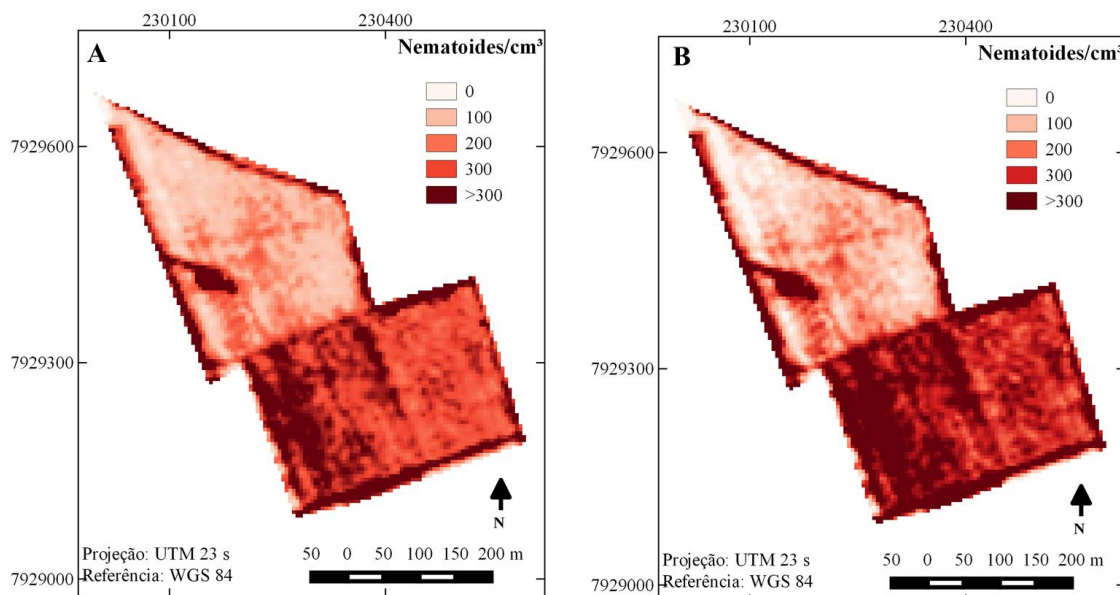 230100
230400
A
Nematoides/cm³
0
100
200
300
>300
7929600
7929300
7929000
N
Projeção: UTM 23 s
Referência: WGS 84
50 0 50 100 150 200 m
230100
230400
B
Nematoides/cm³
0
100
200
300
>300
7929600
7929300
7929000
N
Projeção: UTM 23 s
Referência: WGS 84
50 0 50 100 150 200 m